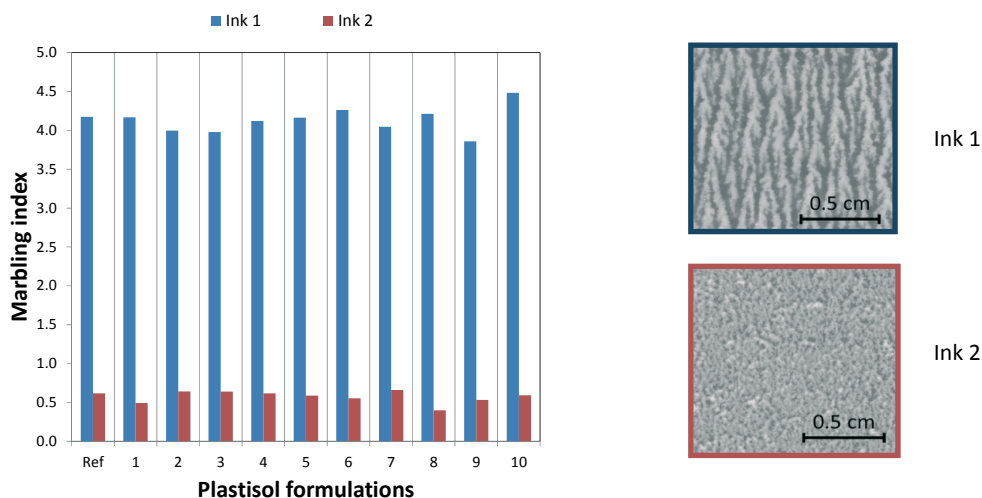 Ink 1 Ink 2
5.0
4.5
4.0
3.5
3.0
2.5
2.0
1.5
1.0
0.5
0.0
Marbling index
Ref 1 2 3 4 5 6 7 8 9 10
Plastisol formulations
0.5 cm
Ink 1
0.5 cm
Ink 2